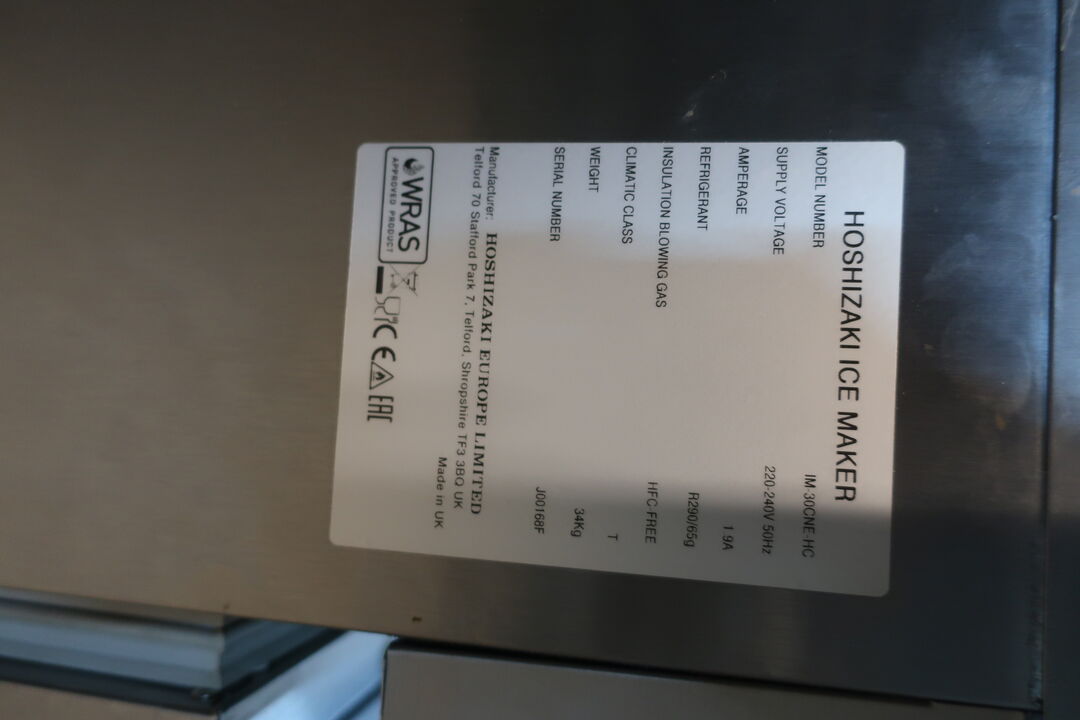 HOSHIZAKI ICE MAKER
MODEL NUMBER IM-30CNE-HC
SUPPLY VOLTAGE 220-240V 50Hz
AMPERAGE 1.9A
REFRIGERANT R290/65g
INSULATION BLOWING GAS HFC-FREE
CLIMATIC CLASS T
WEIGHT 34Kg
SERIAL NUMBER J00168F
Manufacturer: HOSHIZAKI EUROPE LIMITED
Telford 70 Stafford Park 7, Telford, Shropshire TF3 3BQ UK
Made in UK
WRAS CE EAC
APPROVED PRODUCT